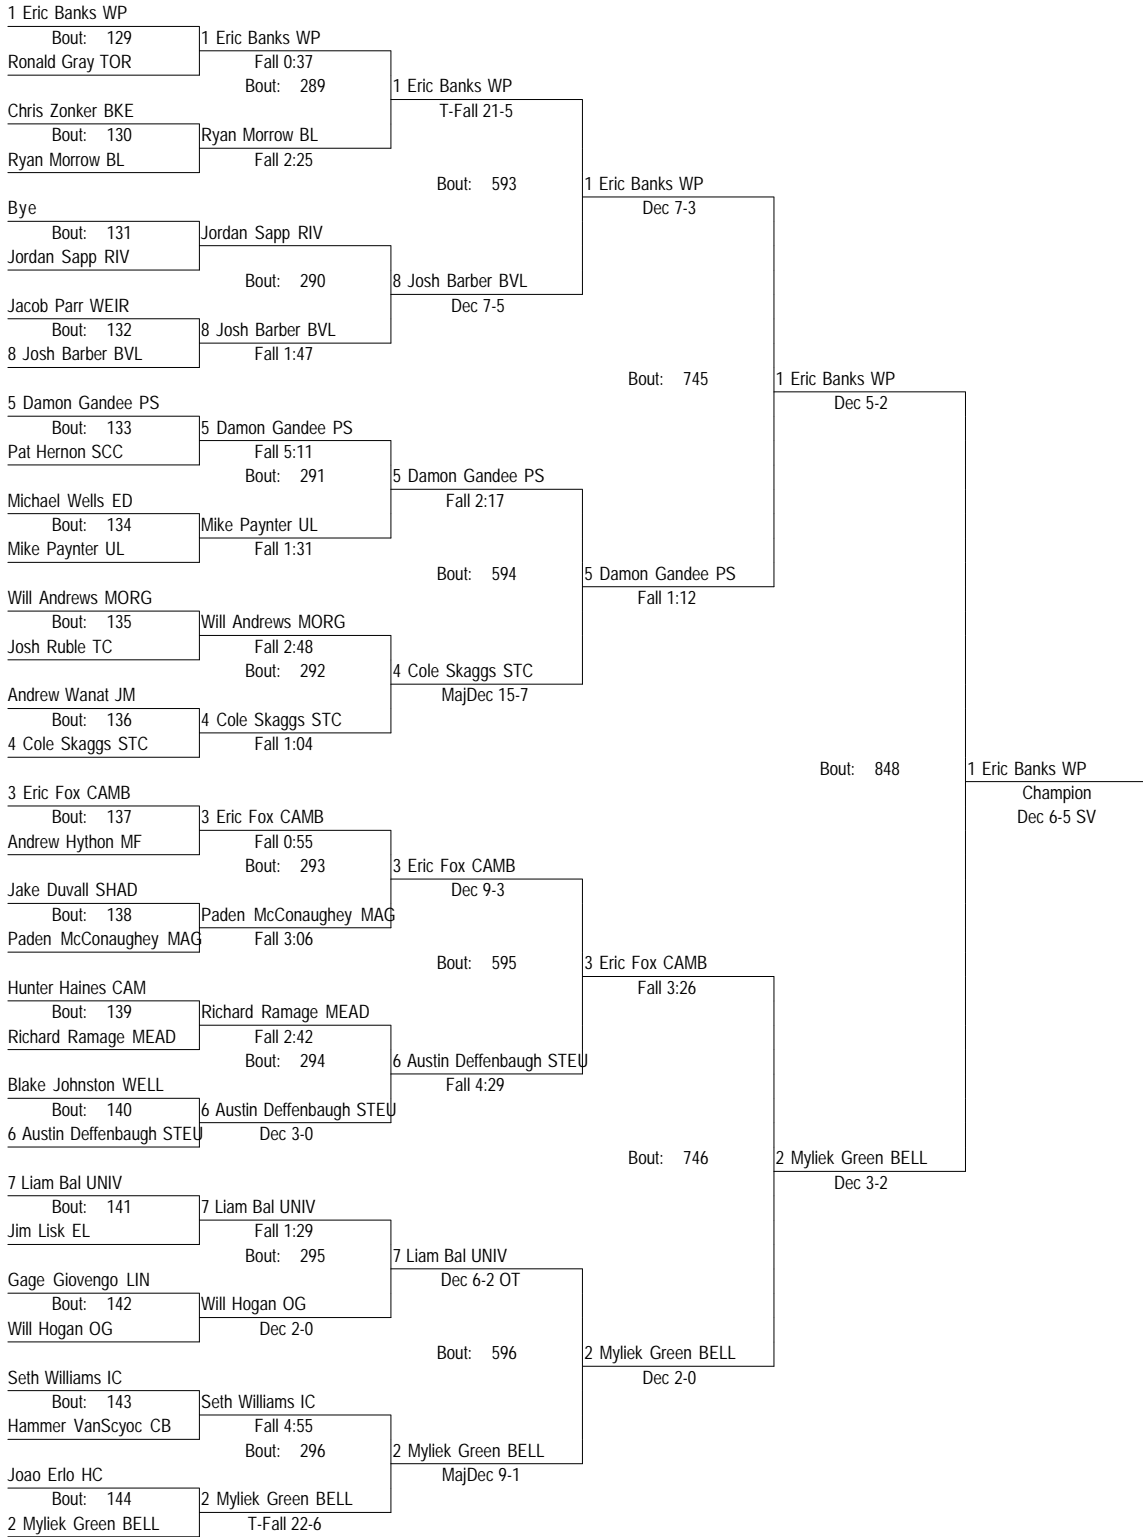 1 Eric Banks WP
Bout: 129
Ronald Gray TOR
1 Eric Banks WP
Fall 0:37
Bout: 289
Chris Zonker BKE
Bout: 130
Ryan Morrow BL
Ryan Morrow BL
Fall 2:25
1 Eric Banks WP
T-Fall 21-5
Bout: 593
Bye
Bout: 131
Jordan Sapp RIV
Jordan Sapp RIV
Bout: 290
Jacob Parr WEIR
Bout: 132
8 Josh Barber BVL
8 Josh Barber BVL
Fall 1:47
8 Josh Barber BVL
Dec 7-5
1 Eric Banks WP
Dec 7-3
Bout: 745
5 Damon Gandee PS
Bout: 133
Pat Hernon SCC
5 Damon Gandee PS
Fall 5:11
Bout: 291
Michael Wells ED
Bout: 134
Mike Paynter UL
Mike Paynter UL
Fall 1:31
5 Damon Gandee PS
Fall 2:17
Bout: 594
Will Andrews MORG
Bout: 135
Josh Ruble TC
Will Andrews MORG
Fall 2:48
Bout: 292
Andrew Wanat JM
Bout: 136
4 Cole Skaggs STC
4 Cole Skaggs STC
Fall 1:04
4 Cole Skaggs STC
MajDec 15-7
5 Damon Gandee PS
Fall 1:12
1 Eric Banks WP
Dec 5-2
Bout: 848
1 Eric Banks WP
Champion
Dec 6-5 SV
3 Eric Fox CAMB
Bout: 137
Andrew Hython MF
3 Eric Fox CAMB
Fall 0:55
Bout: 293
Jake Duvall SHAD
Bout: 138
Paden McConaughey MAG
Paden McConaughey MAG
Fall 3:06
3 Eric Fox CAMB
Dec 9-3
Bout: 595
Hunter Haines CAM
Bout: 139
Richard Ramage MEAD
Richard Ramage MEAD
Fall 2:42
Bout: 294
Blake Johnston WELL
Bout: 140
6 Austin Deffenbaugh STEU
6 Austin Deffenbaugh STEU
Dec 3-0
6 Austin Deffenbaugh STEU
Fall 4:29
3 Eric Fox CAMB
Fall 3:26
Bout: 746
7 Liam Bal UNIV
Bout: 141
Jim Lisk EL
7 Liam Bal UNIV
Fall 1:29
Bout: 295
Gage Giovengo LIN
Bout: 142
Will Hogan OG
Will Hogan OG
Dec 2-0
7 Liam Bal UNIV
Dec 6-2 OT
Bout: 596
Seth Williams IC
Bout: 143
Hammer VanScyoc CB
Seth Williams IC
Fall 4:55
Bout: 296
Joao Erlo HC
Bout: 144
2 Myliek Green BELL
2 Myliek Green BELL
T-Fall 22-6
2 Myliek Green BELL
MajDec 9-1
2 Myliek Green BELL
Dec 2-0
2 Myliek Green BELL
Dec 3-2